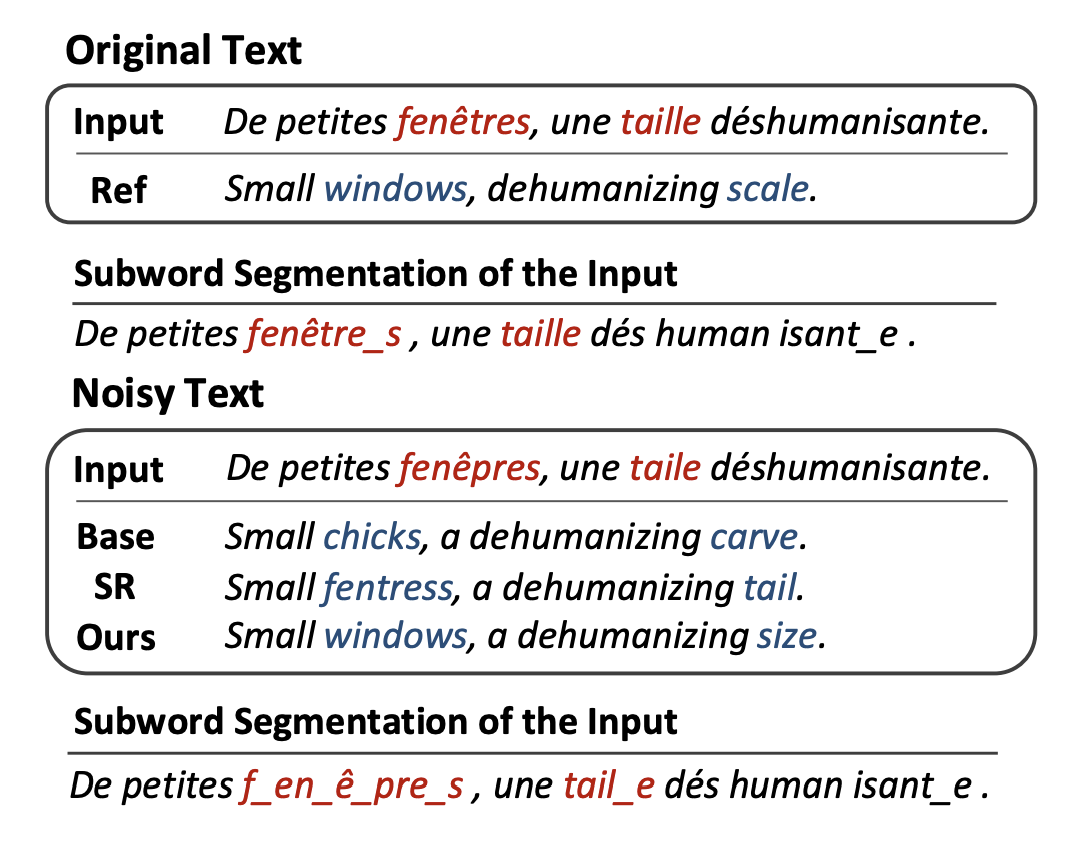 Original Text
Input De petites fenêtres, une taille déshumanisante.
Ref Small windows, dehumanizing scale.
Subword Segmentation of the Input
De petites fenêtre_s , une taille dés human isant_e .
Noisy Text
Input De petites fenêpres, une taile déshumanisante.
Base Small chicks, a dehumanizing carve.
SR Small fentress, a dehumanizing tail.
Ours Small windows, a dehumanizing size.
Subword Segmentation of the Input
De petites f_en_ê_pre_s , une tail_e dés human isant_e .